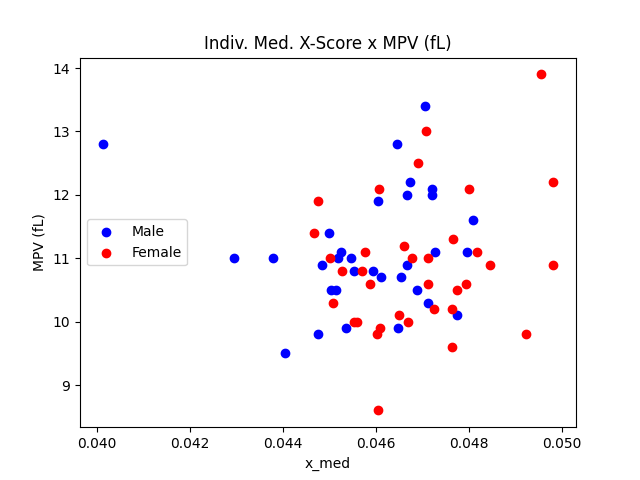 Indiv. Med. X-Score x MPV (fL)
14
13
12
11
10
9
MPV (fL)
Male
Female
0.040 0.042 0.044 0.046 0.048 0.050
x_med